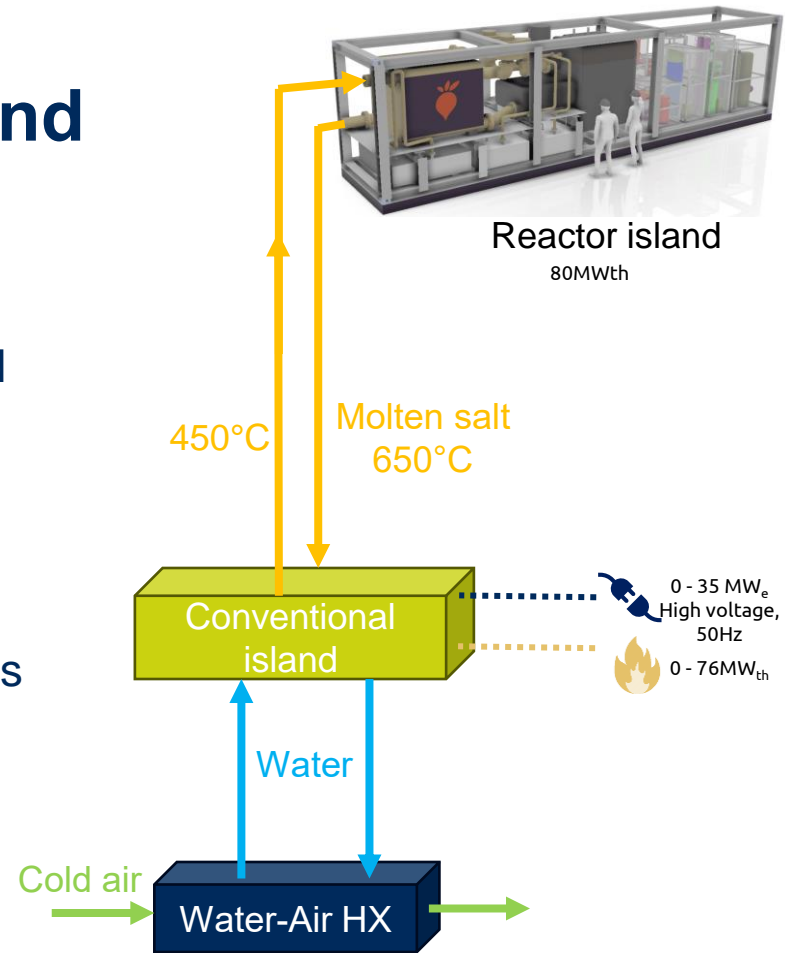 nd
Reactor island
80MWth
450°C
Molten salt
650°C
Conventional
island
0 - 35 MWₑ
High voltage,
50Hz
0 - 76MWₜₕ
s
Water
Cold air
Water-Air HX